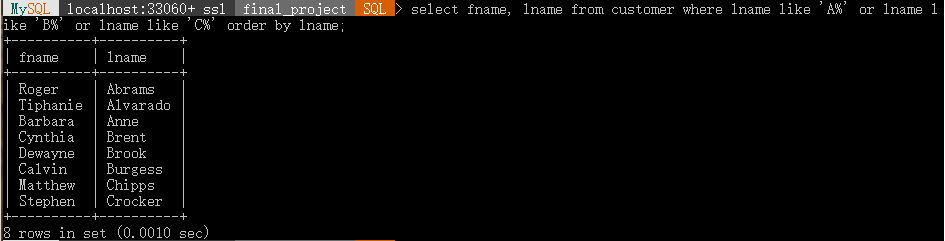 MySQL localhost:33060+ ssl final_project SQL > select fname, lname from customer where lname like 'A%' or lname l
ike 'B%' or lname like 'C%' order by lname;
+----------+----------+
| fname    | lname    |
+----------+----------+
| Roger    | Abrams   |
| Tiphanie | Alvarado |
| Barbara  | Anne     |
| Cynthia  | Brent    |
| Dewayne  | Brook    |
| Calvin   | Burgess  |
| Matthew  | Chipps   |
| Stephen  | Crocker  |
+----------+----------+
8 rows in set (0.0010 sec)